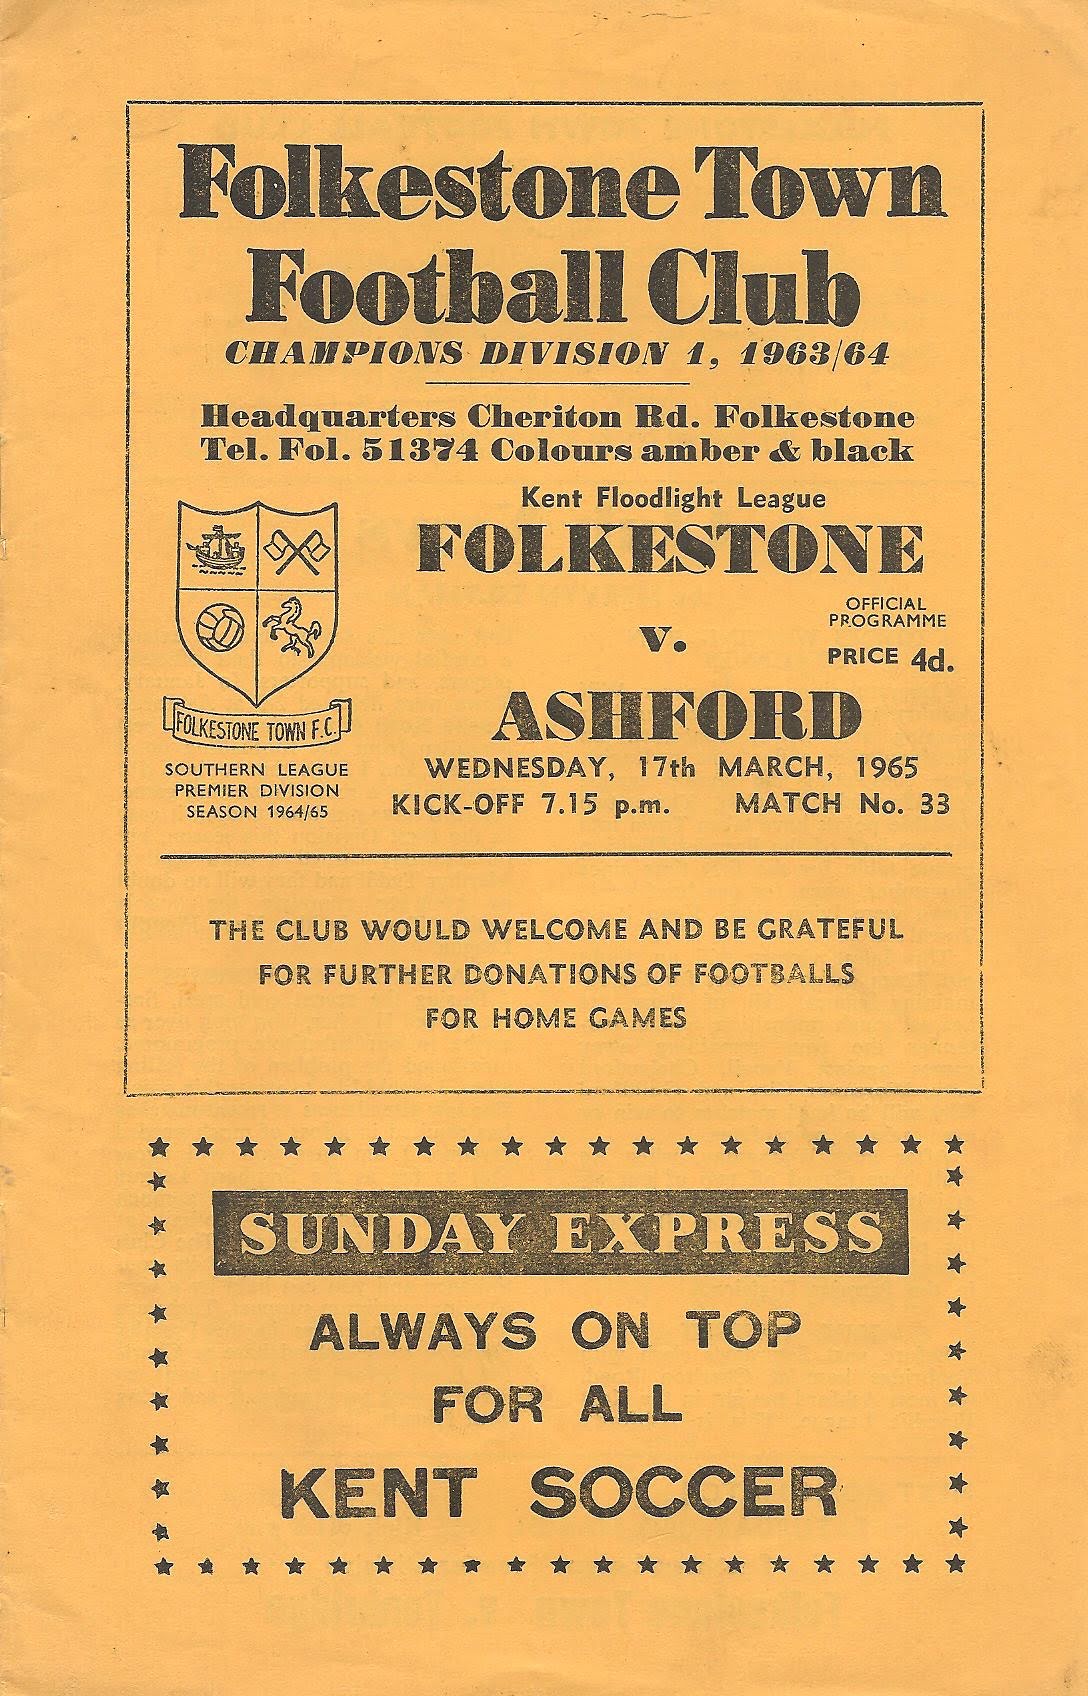 Folkestone Town
Football Club
CHAMPIONS DIVISION 1, 1963/64
Headquarters Cheriton Rd. Folkestone
Tel. Fol. 51374 Colours amber & black
Kent Floodlight League
FOLKESTONE
v.
OFFICIAL
PROGRAMME
PRICE 4d.
ASHFORD
WEDNESDAY, 17th MARCH, 1965
KICK-OFF 7.15 p.m. MATCH No. 33
FOLKESTONE TOWN F.C.
SOUTHERN LEAGUE
PREMIER DIVISION
SEASON 1964/65
THE CLUB WOULD WELCOME AND BE GRATEFUL
FOR FURTHER DONATIONS OF FOOTBALLS
FOR HOME GAMES
SUNDAY EXPRESS
ALWAYS ON TOP
FOR ALL
KENT SOCCER